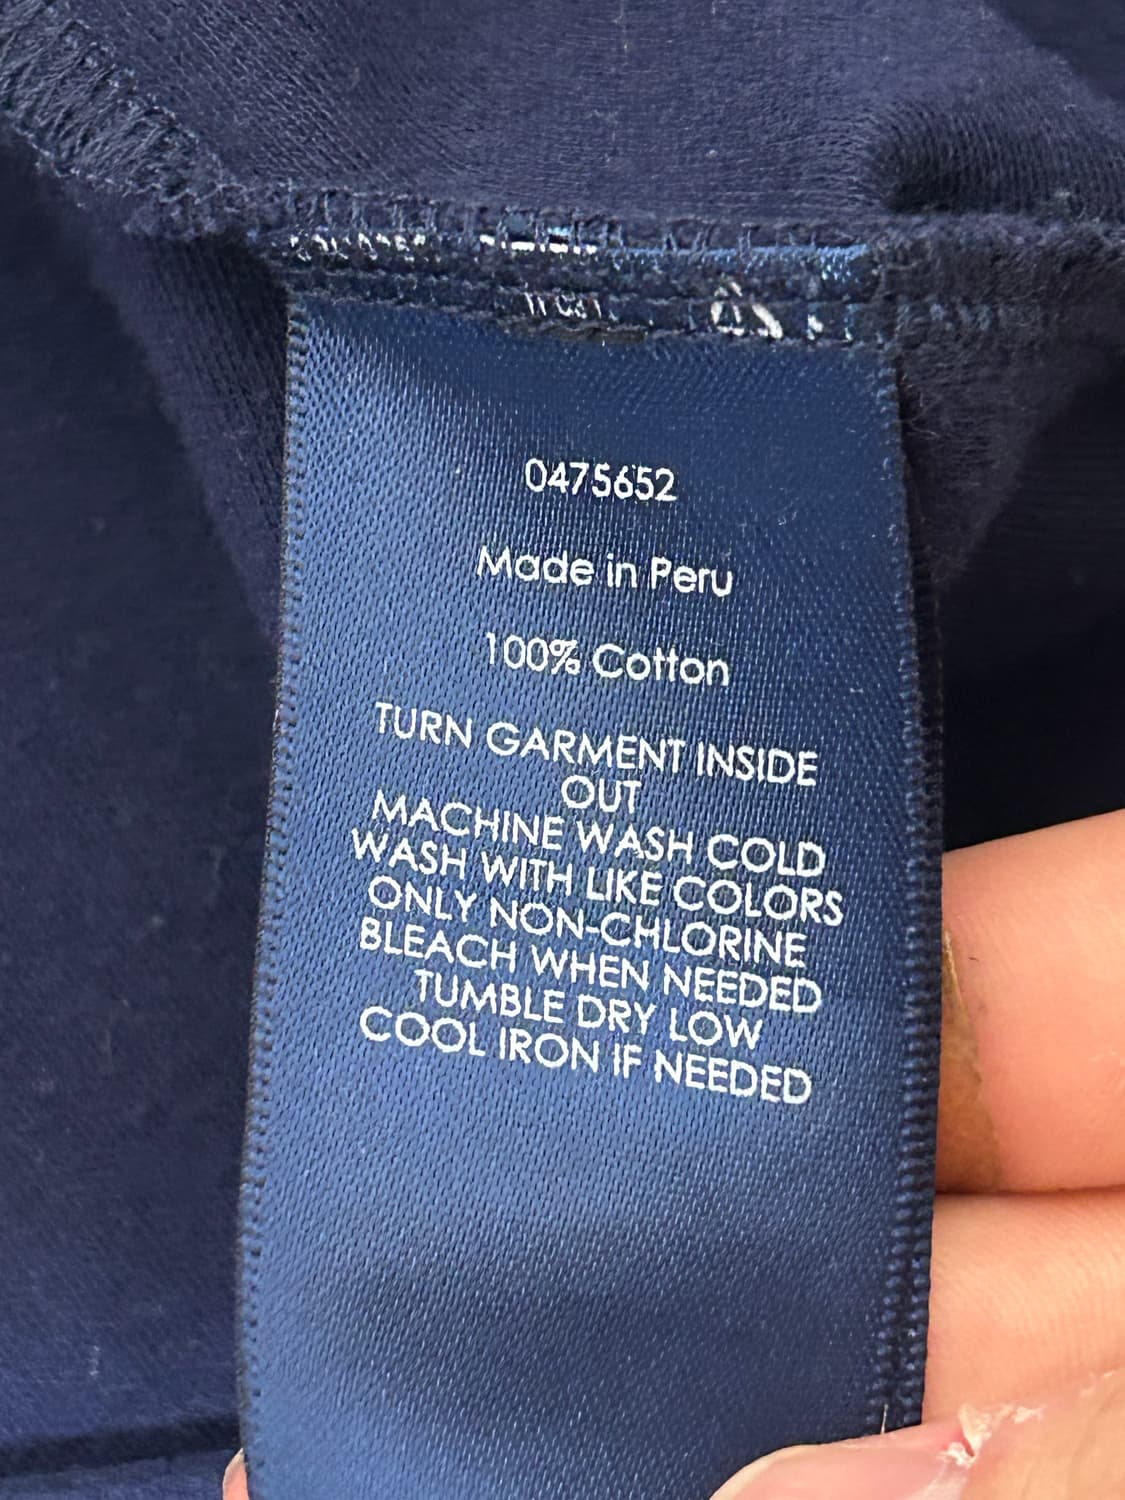 0475652
Made in Peru
100% Cotton
TURN GARMENT INSIDE
OUT
MACHINE WASH COLD
WASH WITH LIKE COLORS
ONLY NON-CHLORINE
BLEACH WHEN NEEDED
TUMBLE DRY LOW
COOL IRON IF NEEDED